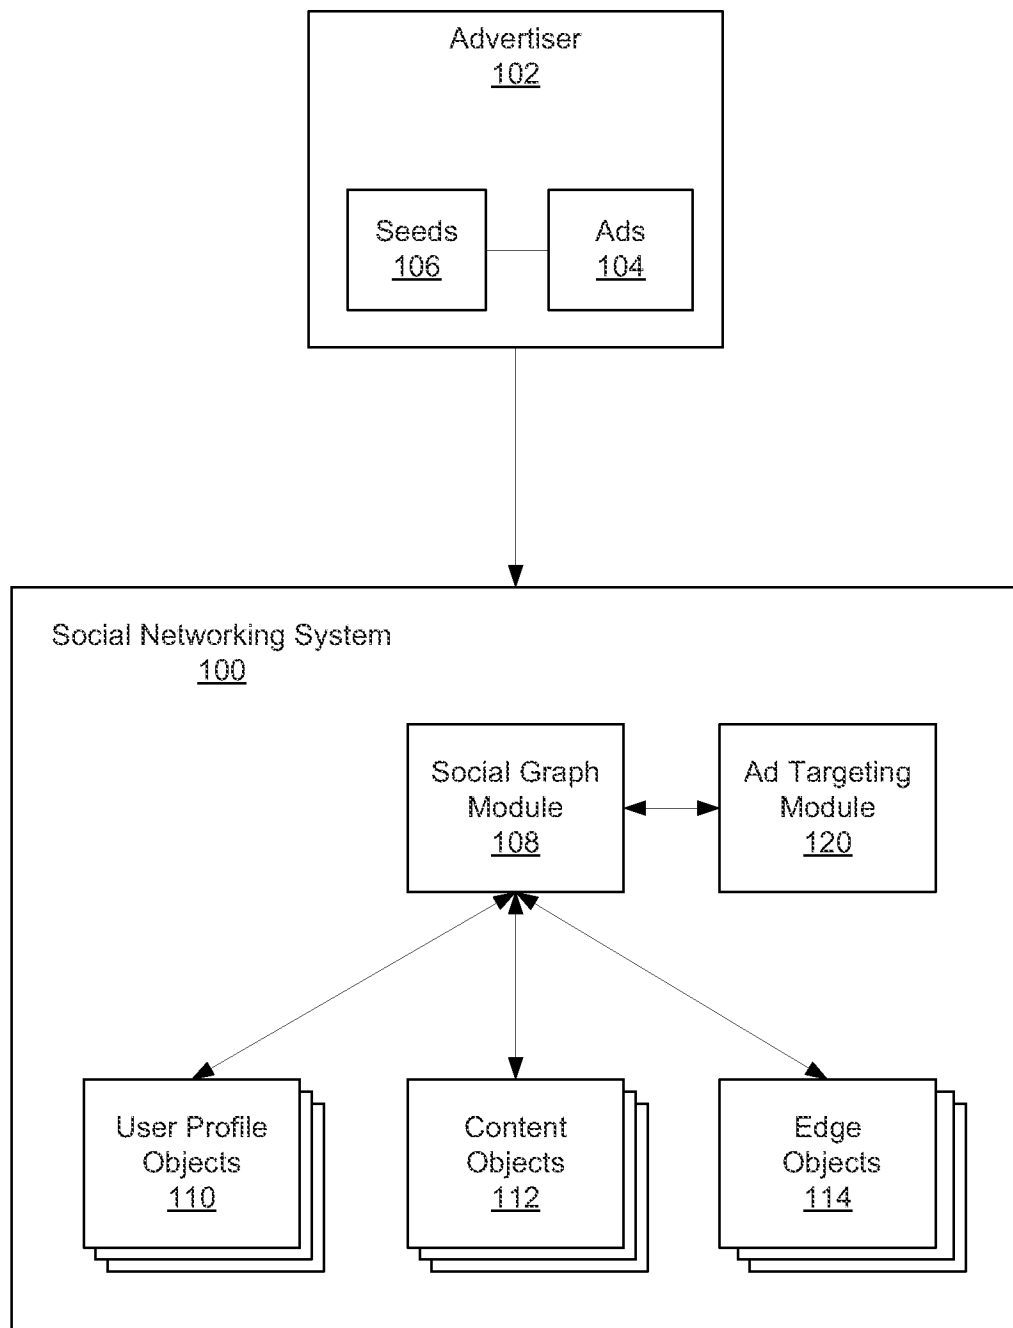 Advertiser
102
Seeds
106
Ads
104
Social Networking System
100
Social Graph
Module
108
Ad Targeting
Module
120
User Profile
Objects
110
Content
Objects
112
Edge
Objects
114